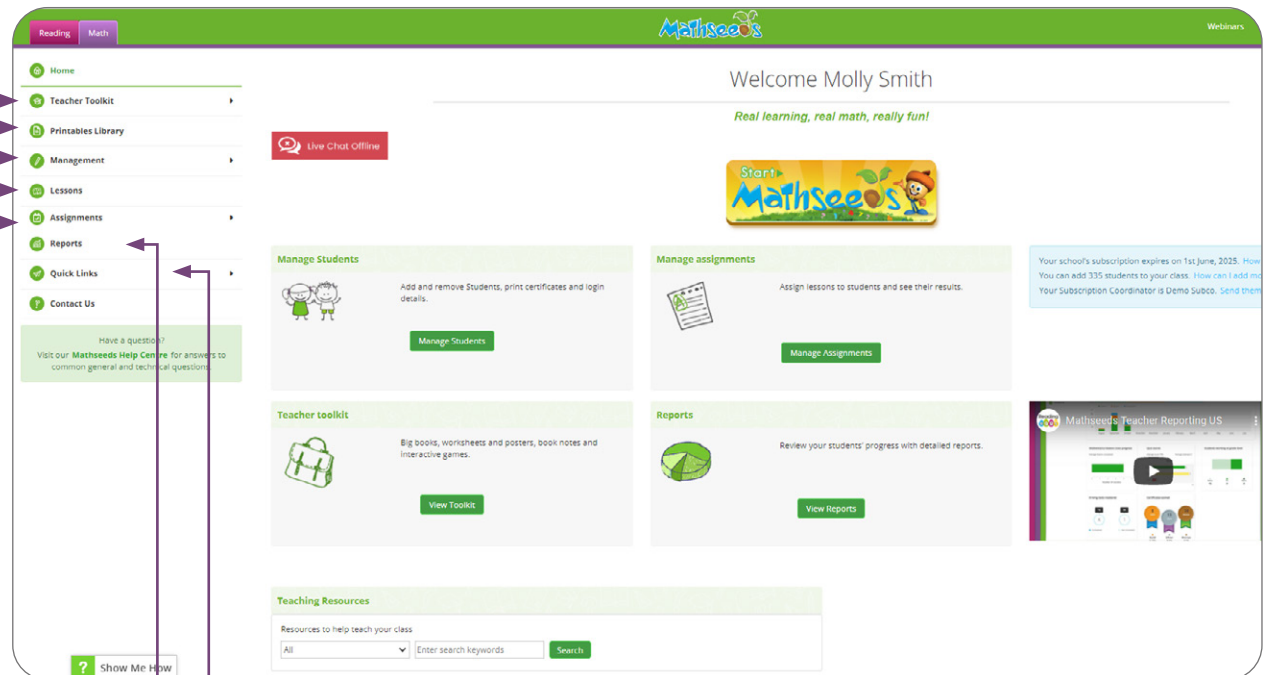 Reading Math
Mathseeds
Webinars
Home
Teacher Toolkit
Printables Library
Management
Lessons
Assignments
Reports
Quick Links
Contact Us
Have a question?
Visit our Mathseeds Help Centre for answers to
common general and technical questions.
Show Me How
Welcome Molly Smith
Real learning, real math, really fun!
Live Chat Offline
Start
Mathseeds
Manage Students
Add and remove Students, print certificates and login
details.
Manage Students
Manage assignments
Assign lessons to students and see their results.
Manage Assignments
Your school's subscription expires on 1st June, 2025. How
You can add 335 students to your class. How can I add mo
Your Subscription Coordinator is Demo Subco. Send them
Teacher toolkit
Big books, worksheets and posters, book notes and
interactive games.
View Toolkit
Reports
Review your students' progress with detailed reports.
View Reports
Mathseeds Teacher Reporting US
Teaching Resources
Resources to help teach your class
All
Enter search keywords
Search